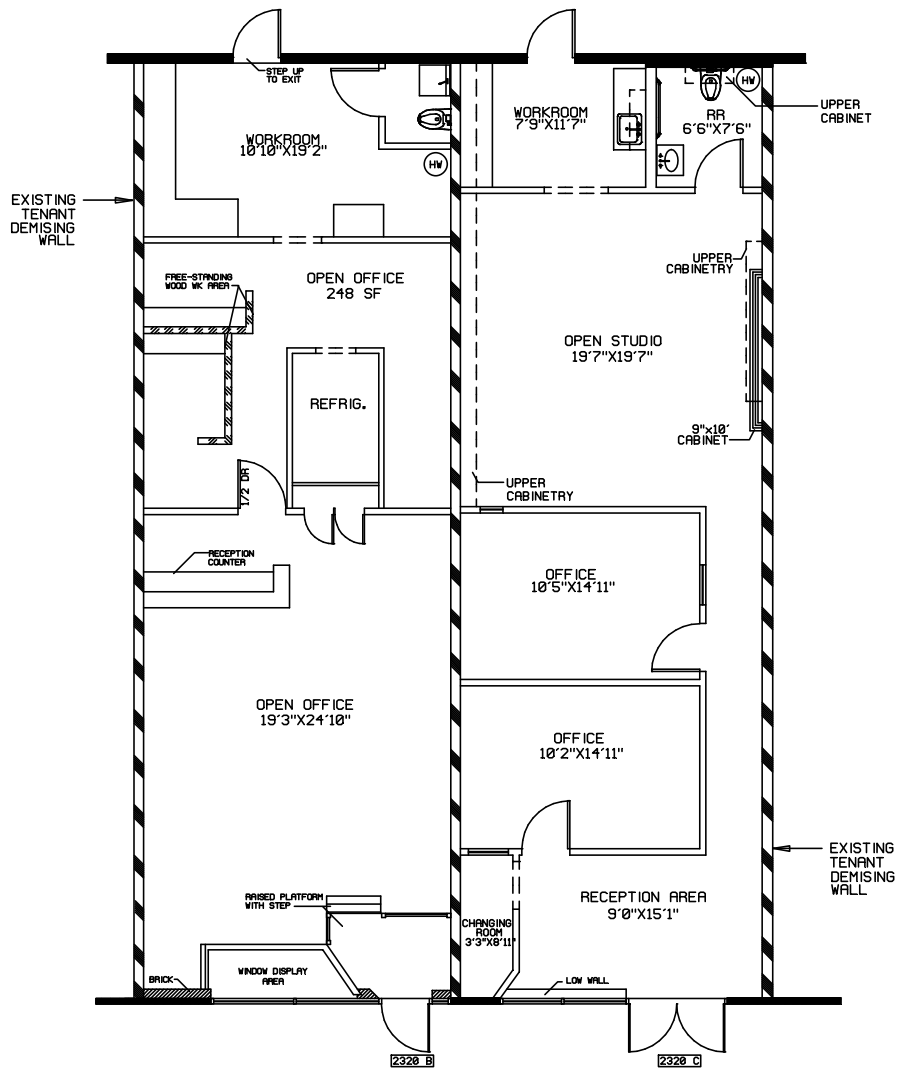 STEP UP
TO EXIT
WORKROOM
10'10"X19'2"
HW
WORKROOM
7'9"X11'7"
RR
6'6"X7'6"
HW
UPPER
CABINET
EXISTING
TENANT
DEMISING
WALL
FREE-STANDING
WOOD WK AREA
OPEN OFFICE
248 SF
UPPER
CABINETRY
OPEN STUDIO
19'7"X19'7"
REFRIG.
9"x10'
CABINET
1/2 DR
UPPER
CABINETRY
RECEPTION
COUNTER
OFFICE
10'5"X14'11"
OPEN OFFICE
19'3"X24'10"
OFFICE
10'2"X14'11"
EXISTING
TENANT
DEMISING
WALL
RAISED PLATFORM
WITH STEP
RECEPTION AREA
9'0"X15'1"
CHANGING
ROOM
3'3"X8'11"
BRICK
WINDOW DISPLAY
AREA
LOW WALL
2320 B
2320 C